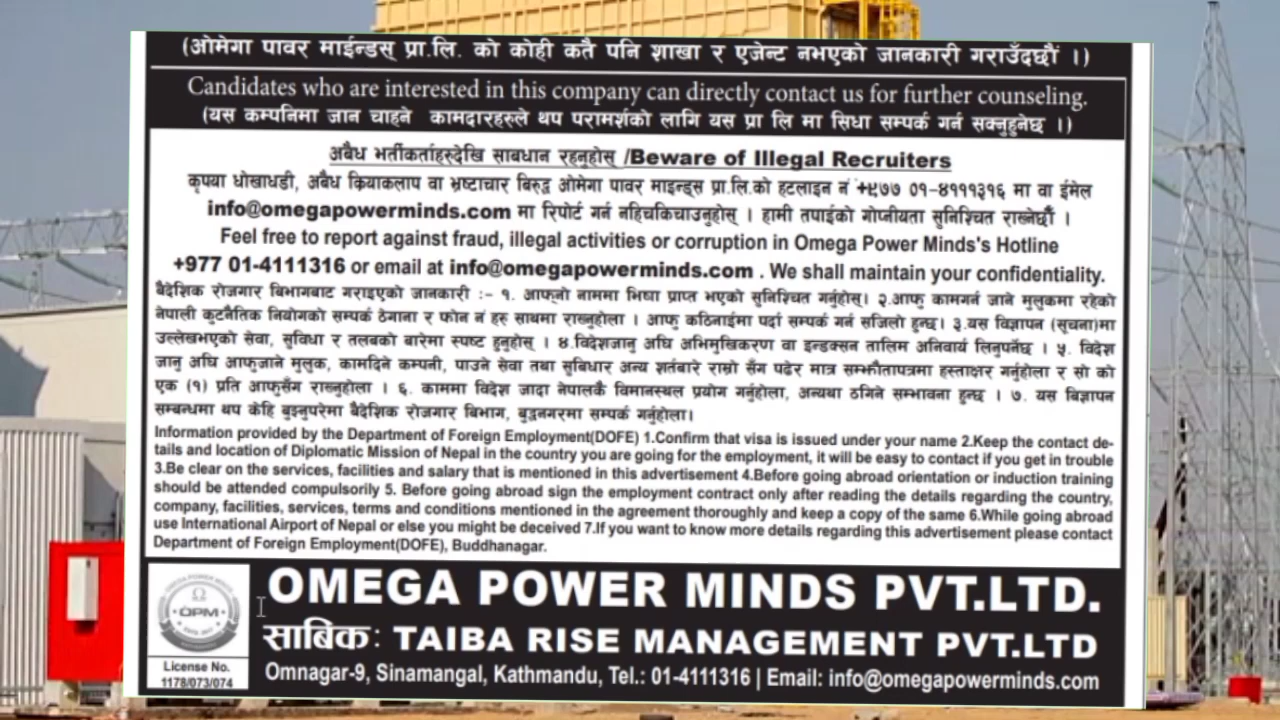 (ओमेगा पावर माईन्डस् प्रा.लि. को कोही कतै पनि शाखा र एजेन्ट नभएको जानकारी गराउँदछौं ।)
Candidates who are interested in this company can directly contact us for further counseling.
(यस कम्पनिमा जान चाहने कामदारहरुले थप परामर्शको लागि यस प्रा लि मा सिधा सम्पर्क गर्न सक्नुहुनेछ ।)
अबैध भर्तीकर्ताहरुदेखि साबधान रहनुहोस् /Beware of Illegal Recruiters
कृपया धोखाधडी, अबैध क्रियाकलाप वा भ्रष्टाचार बिरुद्ध ओमेगा पावर माइन्ड्स प्रा.लि.को हटलाइन नं +९७७ ०१-४१११३१६ मा वा ईमेल
info@omegapowerminds.com मा रिपोर्ट गर्न नहिचकिचाउनुहोस् । हामी तपाईको गोप्नीयता सुनिश्चित राख्नेछौं ।
Feel free to report against fraud, illegal activities or corruption in Omega Power Minds's Hotline
+977 01-4111316 or email at info@omegapowerminds.com . We shall maintain your confidentiality.
बैदेशिक रोजगार बिभागबाट गराइएको जानकारी :- १. आफ्नो नाममा भिषा प्राप्त भएको सुनिश्चित गर्नुहोस्। २.आफु कामगर्न जाने मुलुकमा रहेको
नेपाली कुटनैतिक नियोगको सम्पर्क ठेगाना र फोन नं हरु साथमा राख्नुहोला । आफु कठिनाईमा पर्दा सम्पर्क गर्न सजिलो हुन्छ। ३.यस विज्ञापन (सूचना)मा
उल्लेखभएको सेवा, सुविधा र तलबको बारेमा स्पष्ट हुनुहोस् । ४.विदेशजानु अघि अभिमुखिकरण वा इन्डक्सन तालिम अनिवार्य लिनुपर्नेछ । ५. विदेश
जानु अघि आफुजाने मुलुक, कामदिने कम्पनी, पाउने सेवा तथा सुबिधार अन्य शर्तबारे राम्रो सँग पढेर मात्र सम्झौतापत्रमा हस्ताक्षर गर्नुहोला र सो को
एक (१) प्रति आफुसँग राख्नुहोला । ६. काममा विदेश जादा नेपालकै विमानस्थल प्रयोग गर्नुहोला, अन्यथा ठगिने सम्भावना हुन्छ । ७. यस बिज्ञापन
सम्बन्धमा थप केहि बुझ्नुपरेमा बैदेशिक रोजगार बिभाग, बुद्धनगरमा सम्पर्क गर्नुहोला।
Information provided by the Department of Foreign Employment(DOFE) 1.Confirm that visa is issued under your name 2.Keep the contact de-
tails and location of Diplomatic Mission of Nepal in the country you are going for the employment, it will be easy to contact if you get in trouble
3.Be clear on the services, facilities and salary that is mentioned in this advertisement 4.Before going abroad orientation or induction training
should be attended compulsorily 5. Before going abroad sign the employment contract only after reading the details regarding the country,
company, facilities, services, terms and conditions mentioned in the agreement thoroughly and keep a copy of the same 6.While going abroad
use International Airport of Nepal or else you might be deceived 7.If you want to know more details regarding this advertisement please contact
Department of Foreign Employment(DOFE), Buddhanagar.
OMEGA POWER MINDS
OPM
License No.
1178/073/074
OMEGA POWER MINDS PVT.LTD.
साबिक: TAIBA RISE MANAGEMENT PVT.LTD
Omnagar-9, Sinamangal, Kathmandu, Tel.: 01-4111316 | Email: info@omegapowerminds.com